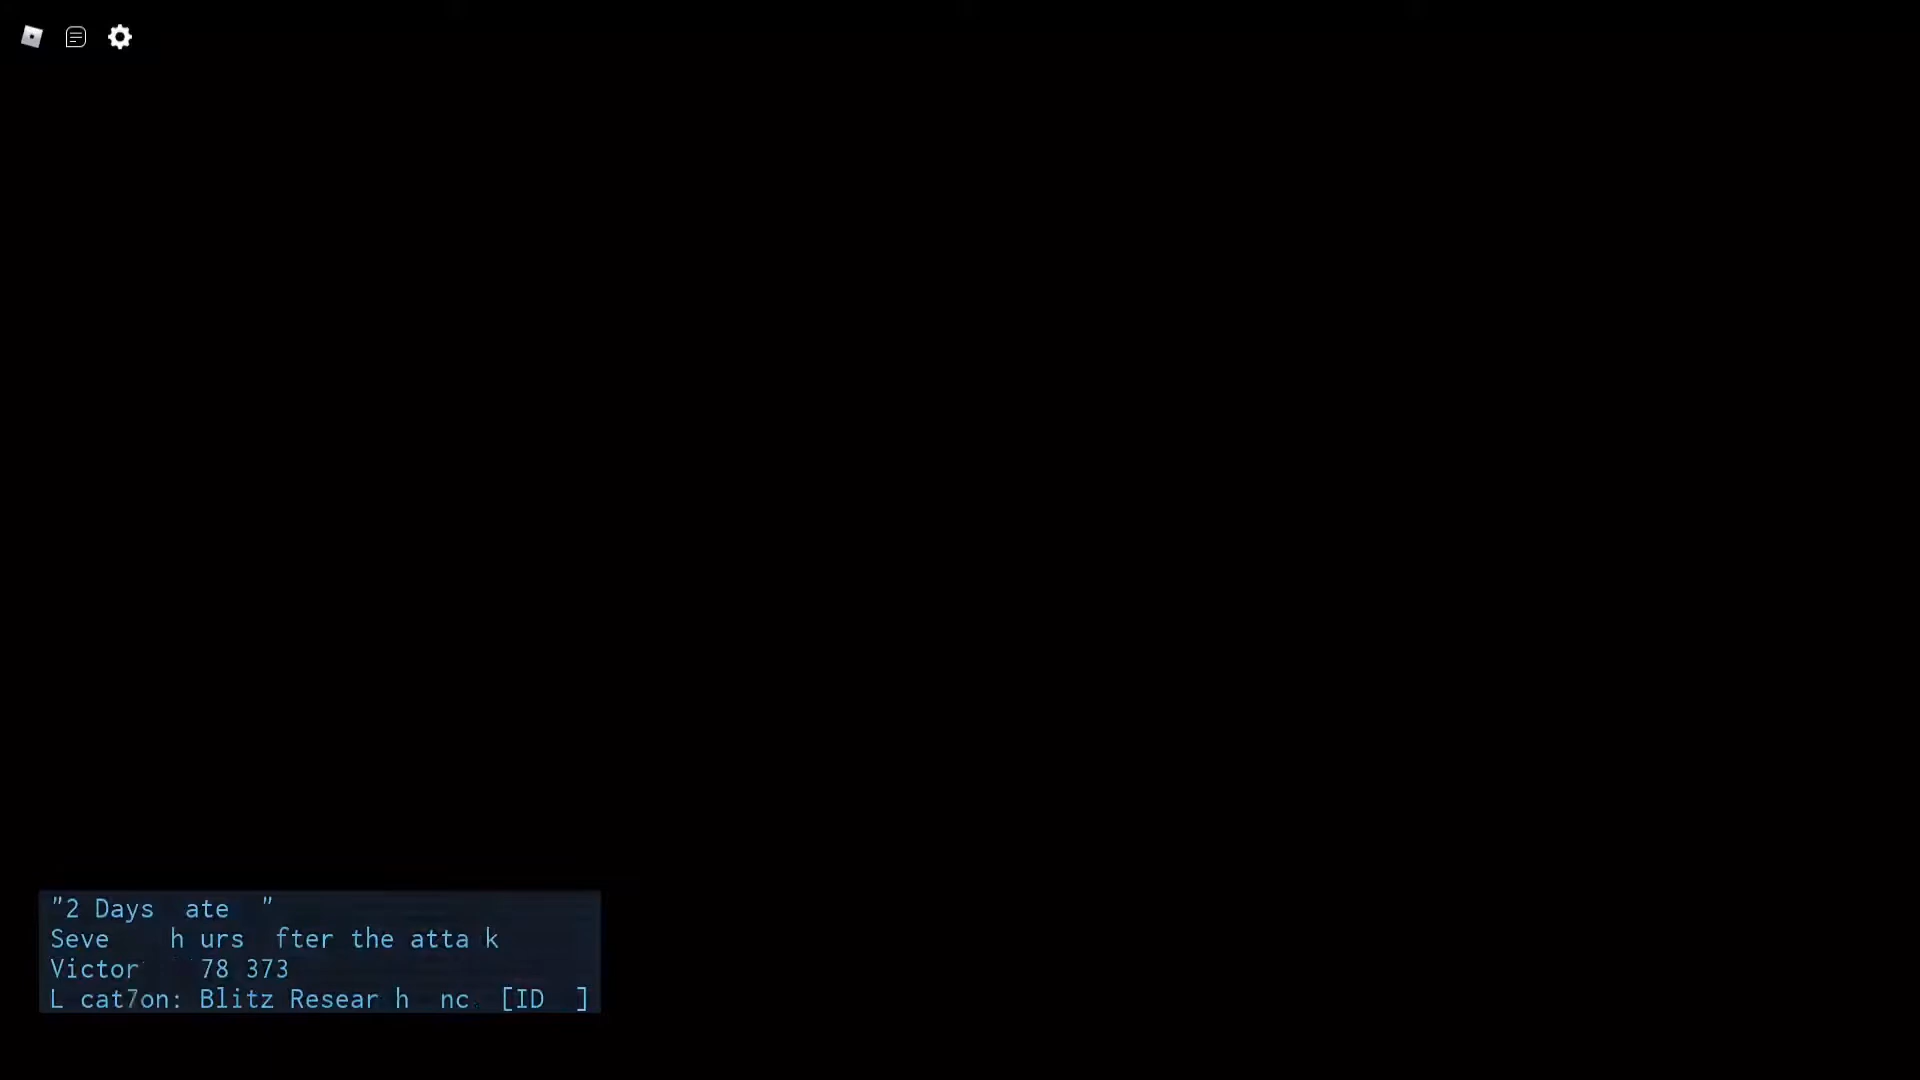 "2 Days ate "
Seve h urs fter the atta k
Victor 78 373
L cat7on: Blitz Resear h nc [ID ]